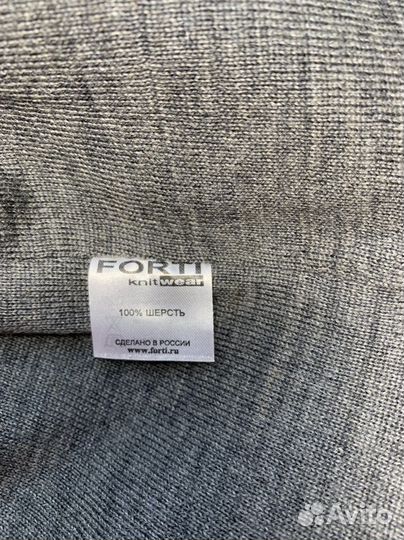 FORTI
knitwear
100% ШЕРСТЬ
СДЕЛАНО В РОССИИ
www.forti.ru
Avito